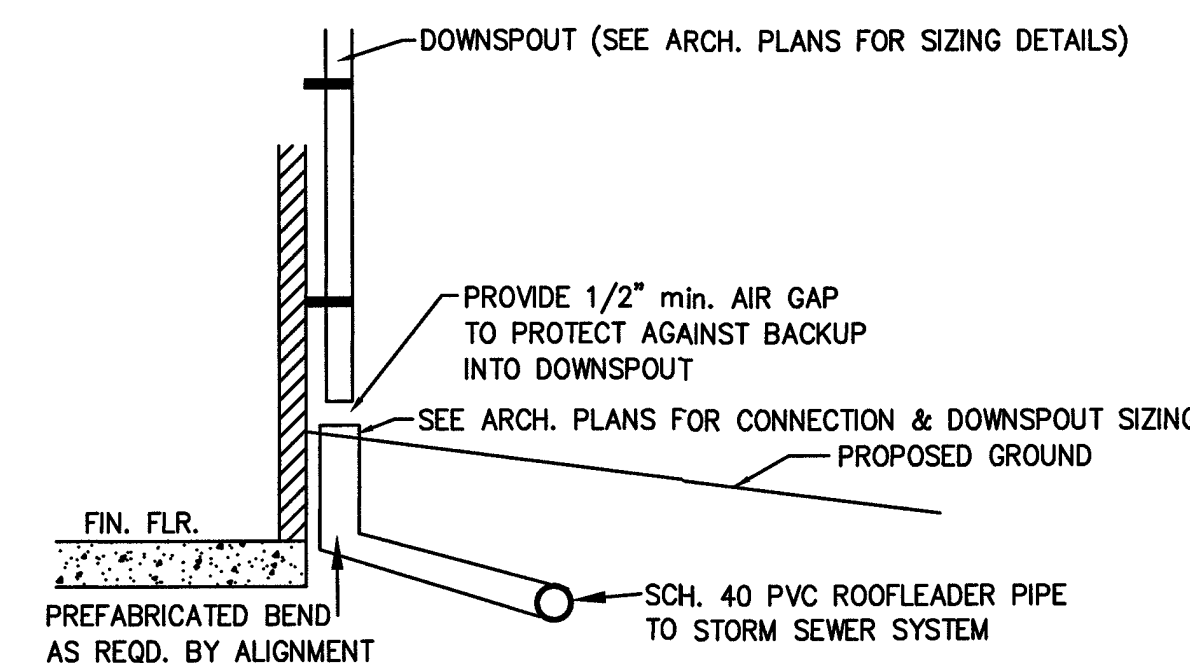 DOWNSPOUT (SEE ARCH. PLANS FOR SIZING DETAILS)
PROVIDE 1/2" min. AIR GAP
TO PROTECT AGAINST BACKUP
INTO DOWNSPOUT
SEE ARCH. PLANS FOR CONNECTION & DOWNSPOUT SIZING
PROPOSED GROUND
FIN. FLR.
PREFABRICATED BEND
AS REQD. BY ALIGNMENT
SCH. 40 PVC ROOFLEADER PIPE
TO STORM SEWER SYSTEM